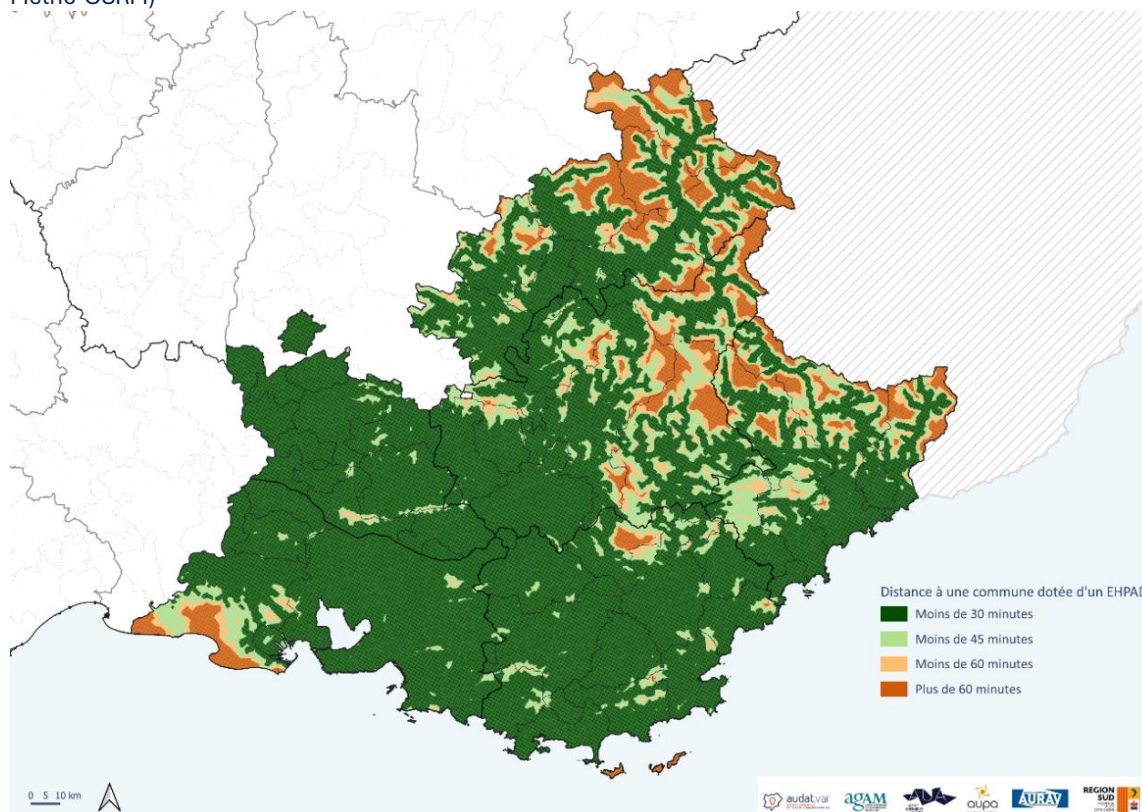 Distance à une commune dotée d'un EHPAD
Moins de 30 minutes
Moins de 45 minutes
Moins de 60 minutes
Plus de 60 minutes
0 5 10 km
audat.var
agam
aupa
AURAV
REGION
SUD